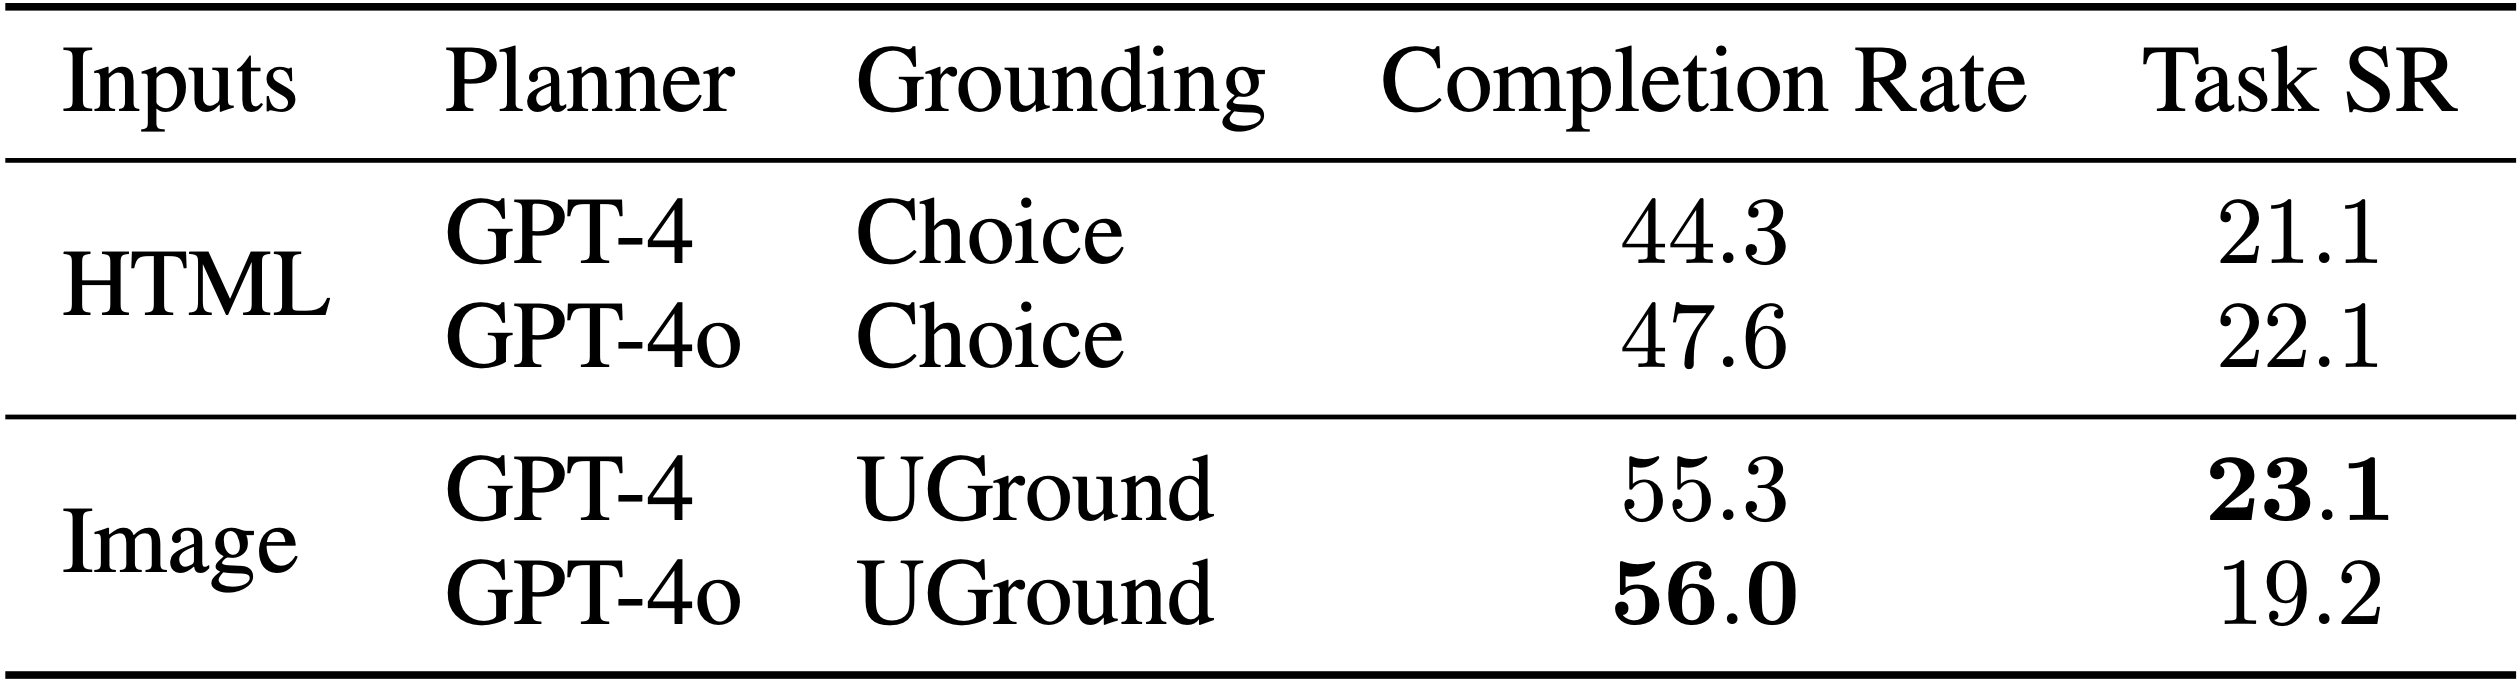 Inputs Planner Grounding Completion Rate Task SR
HTML GPT-4 Choice 44.3 21.1
GPT-4o Choice 47.6 22.1
Image GPT-4 UGround 55.3 23.1
GPT-4o UGround 56.0 19.2